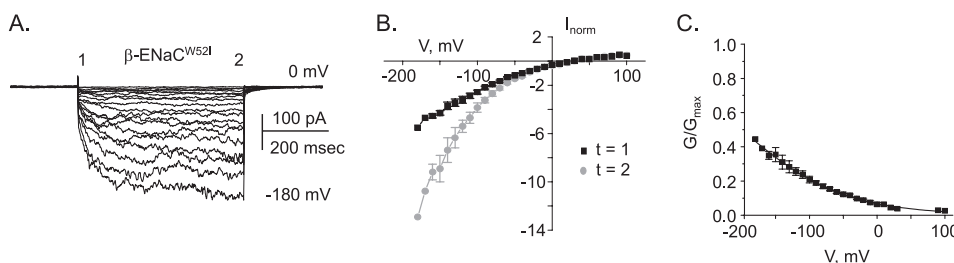 A.
β-ENaC^W52I
1
2
0 mV
100 pA
200 msec
-180 mV
B.
I_norm
V, mV
2
-200
-100
100
-2
-6
-10
-14
t = 1
t = 2
C.
G/G_max
1.0
0.8
0.6
0.4
0.2
0.0
-200
-100
0
100
V, mV